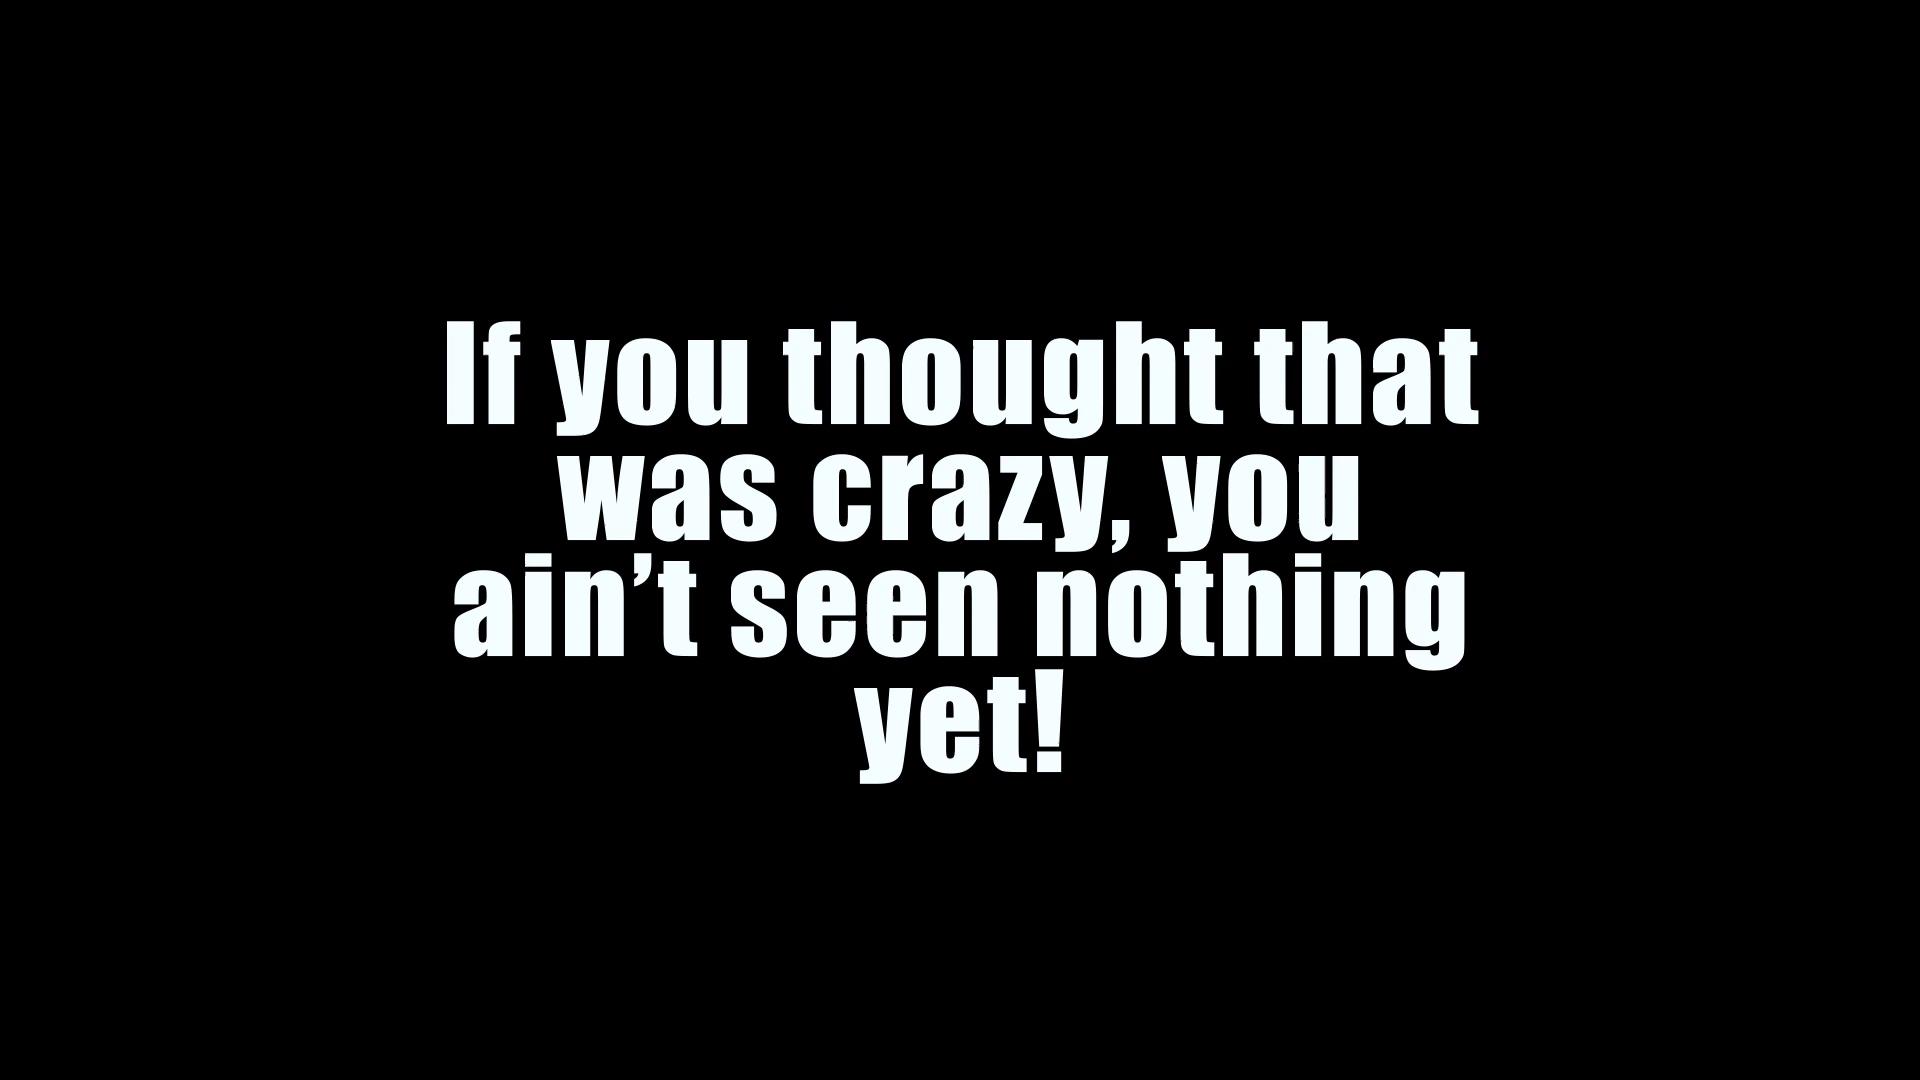 If you thought that
was crazy, you
ain’t seen nothing
yet!